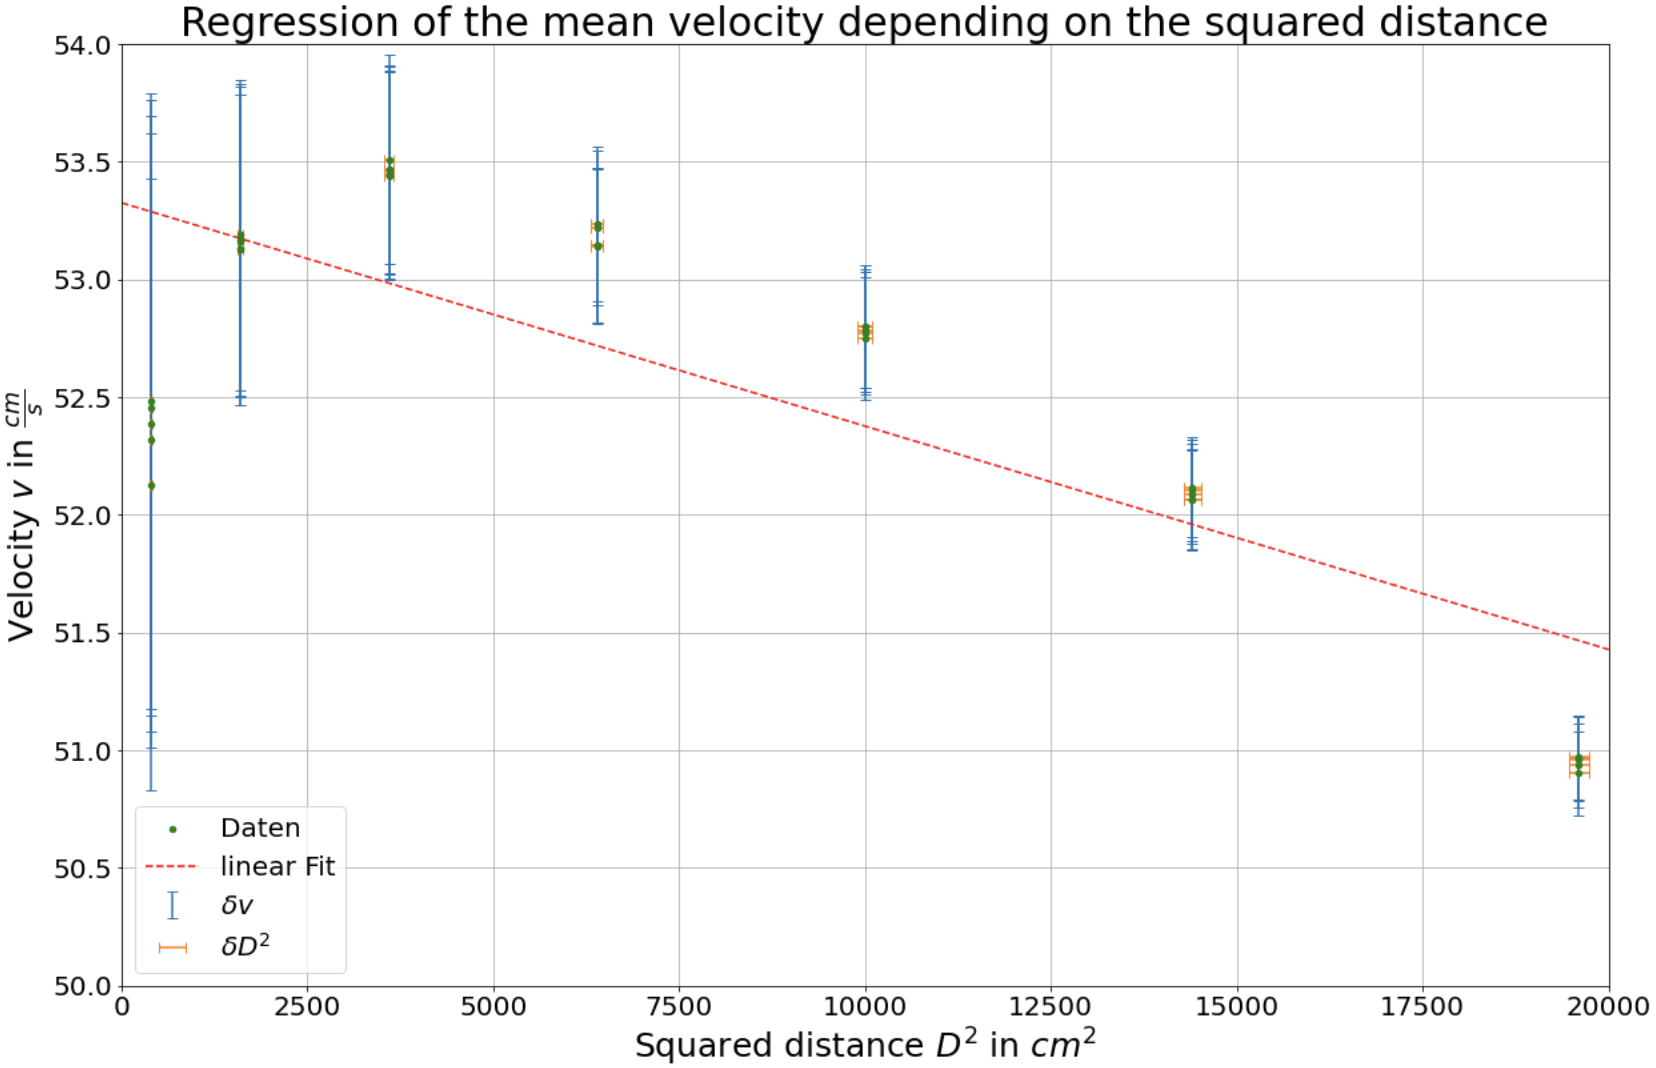 Regression of the mean velocity depending on the squared distance
54.0
53.5
53.0
52.5
52.0
51.5
51.0
50.5
50.0
Velocity v in cm/s
Daten
linear Fit
δv
δD²
0 2500 5000 7500 10000 12500 15000 17500 20000
Squared distance D² in cm²